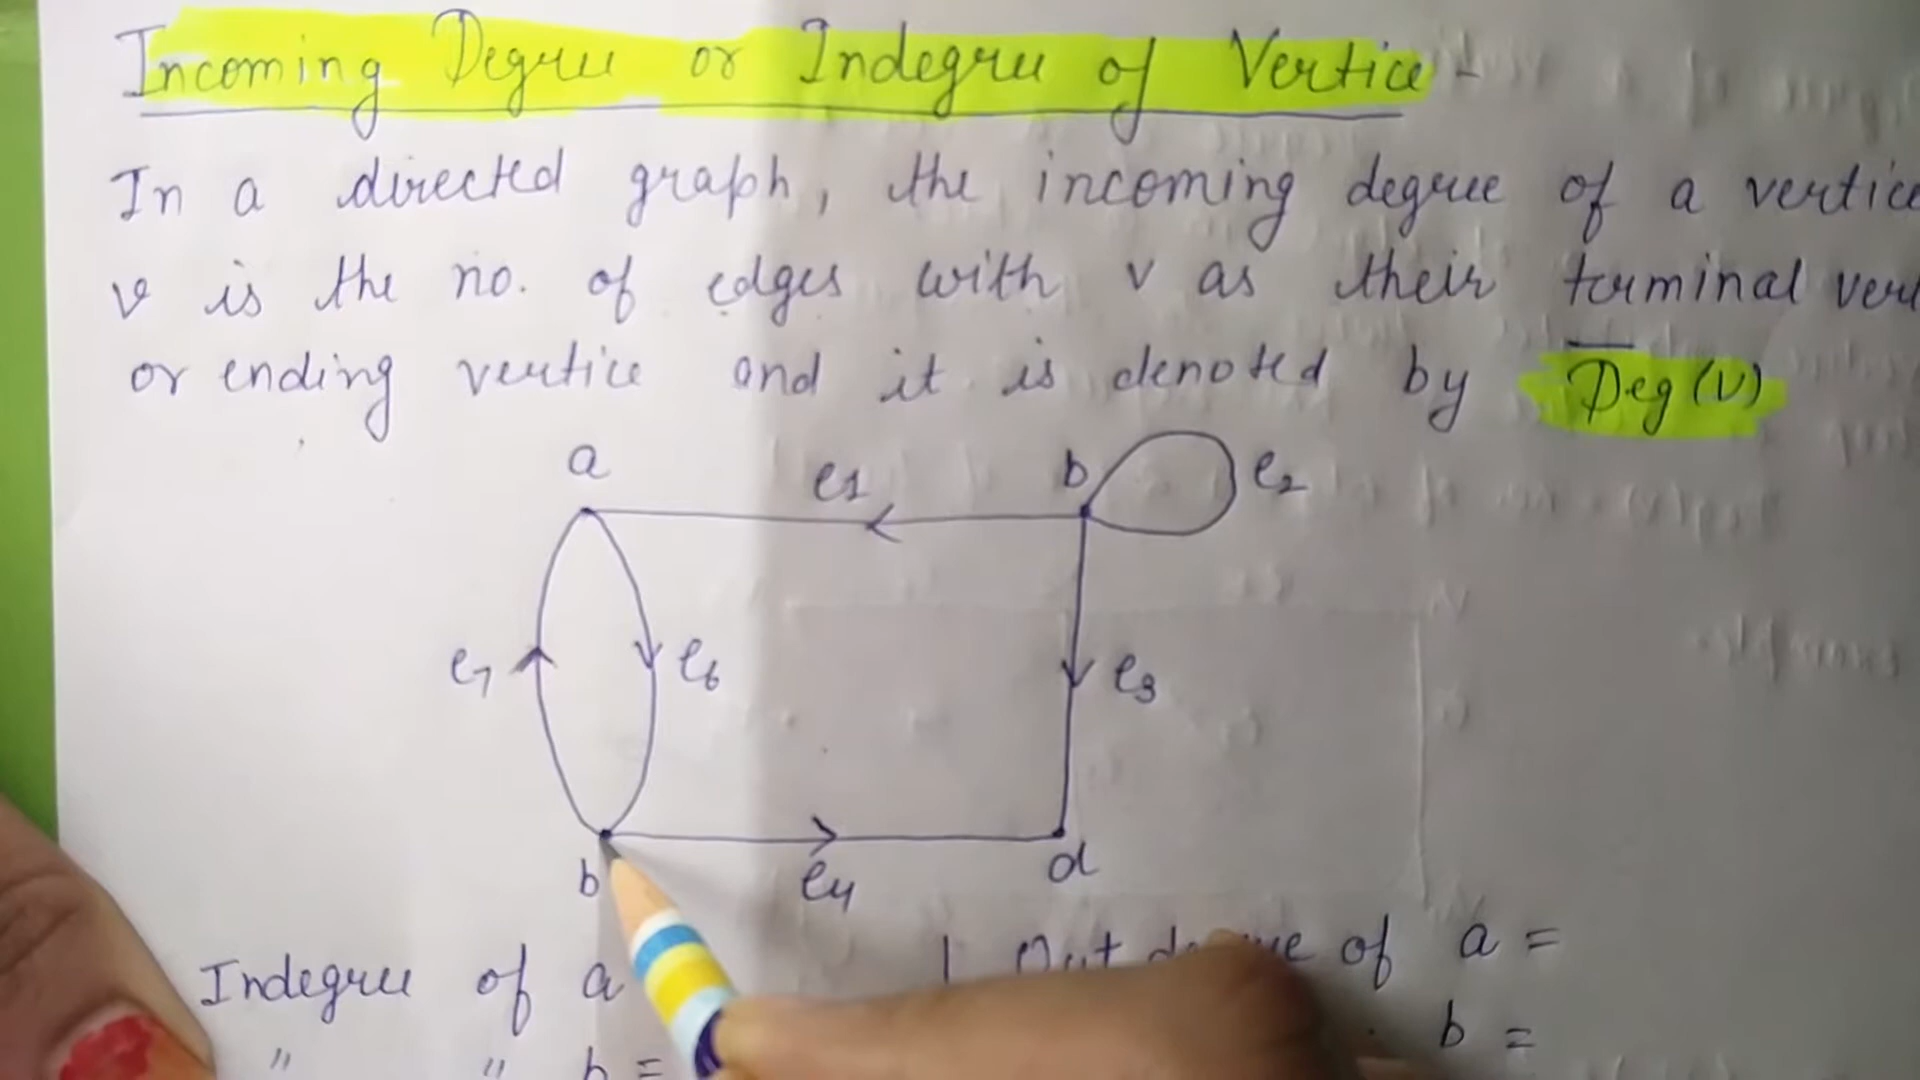 Incoming Degree or Indegree of Vertice -
In a directed graph, the incoming degree of a vertice
v is the no. of edges with v as their terminal
or ending vertice and it is denoted by Deg (V)
a e1 b e2
e7 e6 e3
b e4 d
Indegree of a | Out of a =
" " b = b =